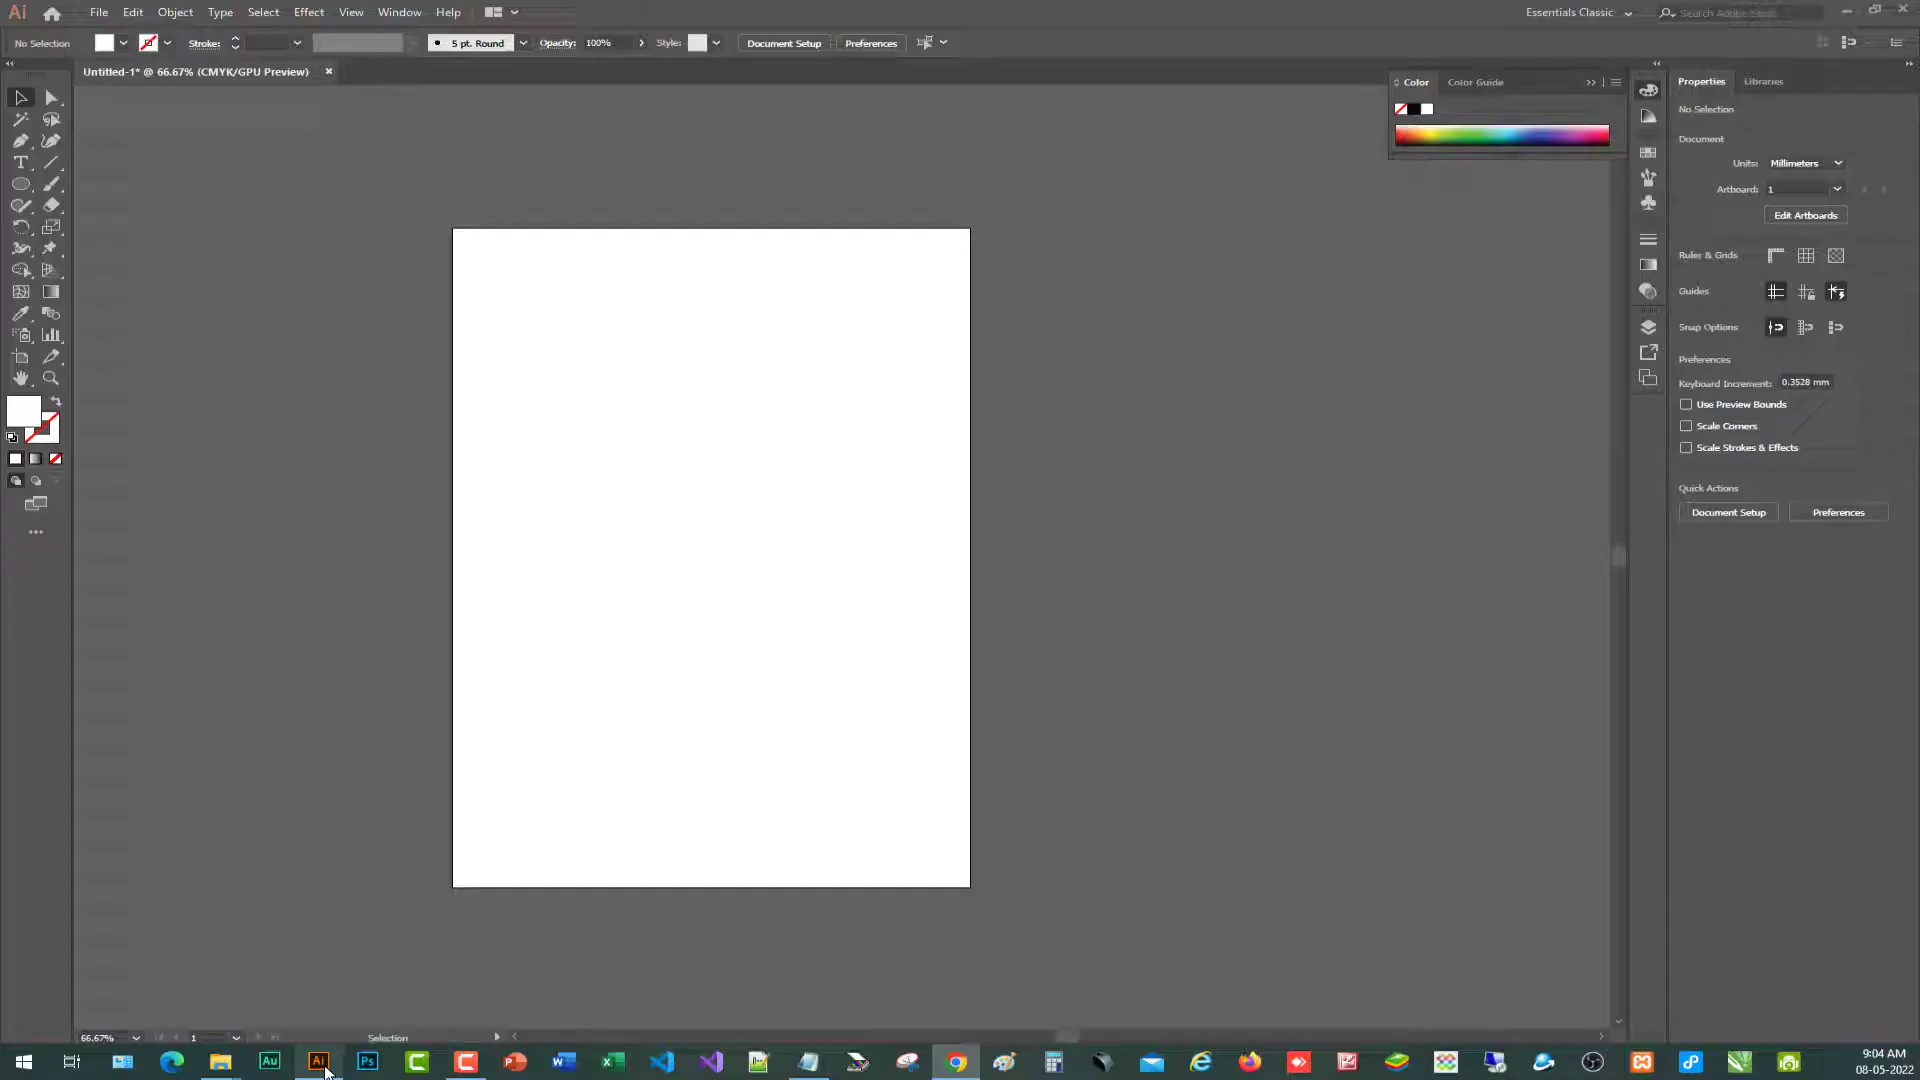 Ai File Edit Object Type Select Effect View Window Help Essentials Classic Search Adobe Stock
No Selection Stroke: 5 pt. Round Opacity: 100% Style: Document Setup Preferences
Untitled-1* @ 66.67% (CMYK/GPU Preview)
Color Color Guide
Properties Libraries
No Selection
Document
Units: Millimeters
Artboard: 1
Edit Artboards
Ruler & Grids
Guides
Snap Options
Preferences
Keyboard Increment: 0.3528 mm
Use Preview Bounds
Scale Corners
Scale Strokes & Effects
Quick Actions
Document Setup Preferences
66.67% 1 Selection
Au Ai Ps
9:04 AM
08-05-2022